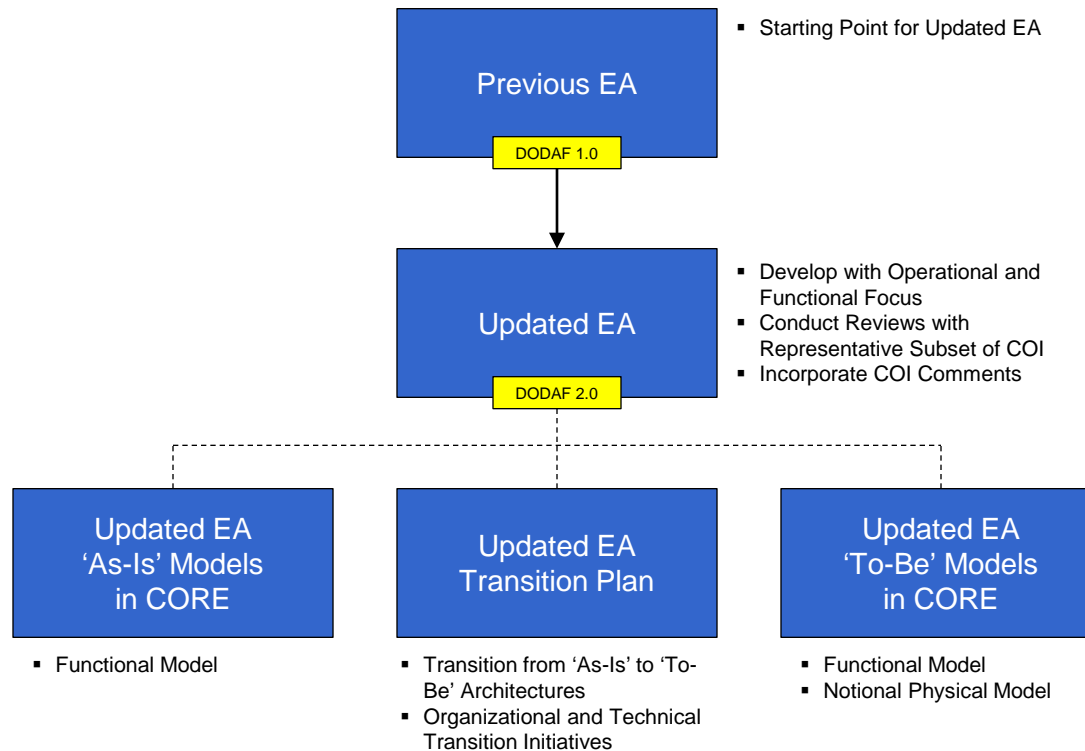 Previous EA
▪ Starting Point for Updated EA
DODAF 1.0
Updated EA
▪ Develop with Operational and
Functional Focus
▪ Conduct Reviews with
Representative Subset of COI
▪ Incorporate COI Comments
DODAF 2.0
Updated EA
‘As-Is’ Models
in CORE
▪ Functional Model
Updated EA
Transition Plan
▪ Transition from ‘As-Is’ to ‘To-
Be’ Architectures
▪ Organizational and Technical
Transition Initiatives
Updated EA
‘To-Be’ Models
in CORE
▪ Functional Model
▪ Notional Physical Model